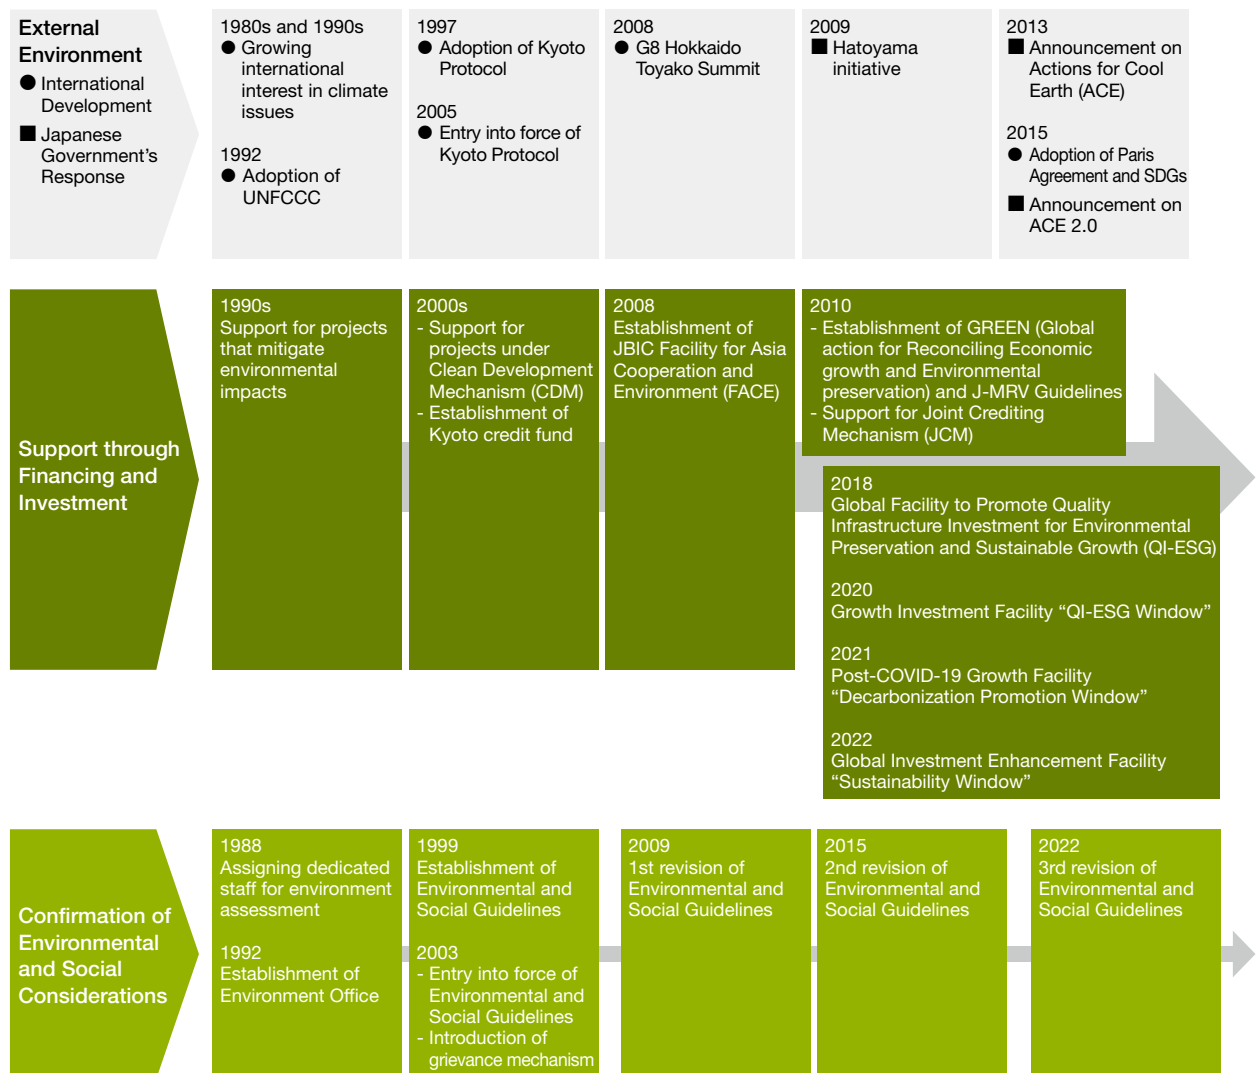 External
Environment
● International
Development
■ Japanese
Government’s
Response
1980s and 1990s
● Growing
international
interest in climate
issues
1992
● Adoption of
UNFCCC
1997
● Adoption of Kyoto
Protocol
2005
● Entry into force of
Kyoto Protocol
2008
● G8 Hokkaido
Toyako Summit
2009
■ Hatoyama
initiative
2013
■ Announcement on
Actions for Cool
Earth (ACE)
2015
● Adoption of Paris
Agreement and SDGs
■ Announcement on
ACE 2.0
Support through
Financing and
Investment
1990s
Support for projects
that mitigate
environmental
impacts
2000s
- Support for
projects under
Clean Development
Mechanism (CDM)
- Establishment of
Kyoto credit fund
2008
Establishment of
JBIC Facility for Asia
Cooperation and
Environment (FACE)
2010
- Establishment of GREEN (Global
action for Reconciling Economic
growth and Environmental
preservation) and J-MRV Guidelines
- Support for Joint Crediting
Mechanism (JCM)
2018
Global Facility to Promote Quality
Infrastructure Investment for Environmental
Preservation and Sustainable Growth (QI-ESG)
2020
Growth Investment Facility “QI-ESG Window”
2021
Post-COVID-19 Growth Facility
“Decarbonization Promotion Window”
2022
Global Investment Enhancement Facility
“Sustainability Window”
Confirmation of
Environmental
and Social
Considerations
1988
Assigning dedicated
staff for environment
assessment
1992
Establishment of
Environment Office
1999
Establishment of
Environmental and
Social Guidelines
2003
- Entry into force of
Environmental and
Social Guidelines
- Introduction of
grievance mechanism
2009
1st revision of
Environmental and
Social Guidelines
2015
2nd revision of
Environmental and
Social Guidelines
2022
3rd revision of
Environmental and
Social Guidelines